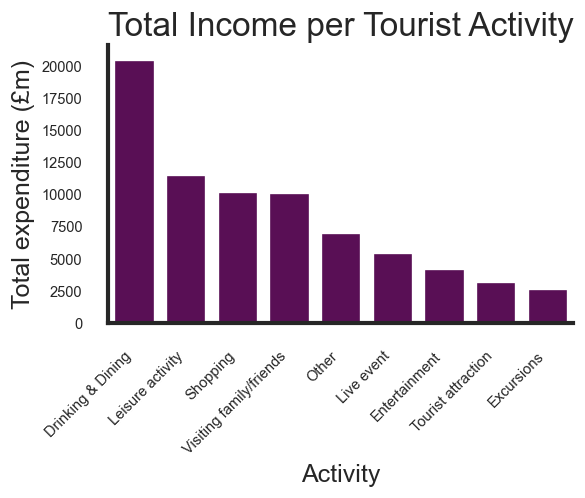 Total Income per Tourist Activity
Total expenditure (£m)
20000
17500
15000
12500
10000
7500
5000
2500
0
Drinking & Dining
Leisure activity
Shopping
Visiting family/friends
Other
Live event
Entertainment
Tourist attraction
Excursions
Activity